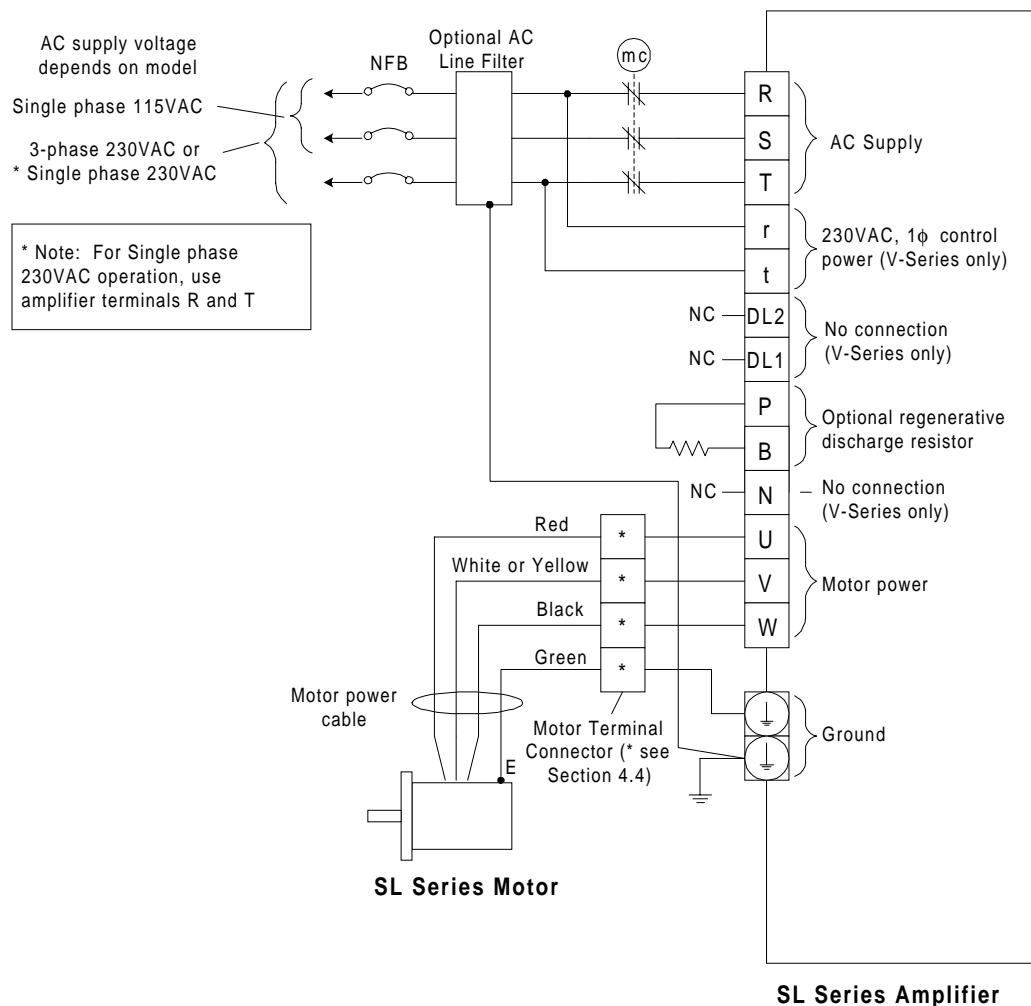 AC supply voltage
depends on model
Single phase 115VAC
3-phase 230VAC or
* Single phase 230VAC
* Note:  For Single phase
230VAC operation, use
amplifier terminals R and T
NFB
Optional AC
Line Filter
mc
R
S
T
AC Supply
r
t
230VAC, 1ϕ control
power (V-Series only)
NC
DL2
NC
DL1
No connection
(V-Series only)
P
B
Optional regenerative
discharge resistor
NC
N
No connection
(V-Series only)
Red
*
U
White or Yellow
*
V
Motor power
Black
*
W
Green
*
Motor power
cable
Motor Terminal
Connector (* see
Section 4.4)
Ground
E
SL Series Motor
SL Series Amplifier